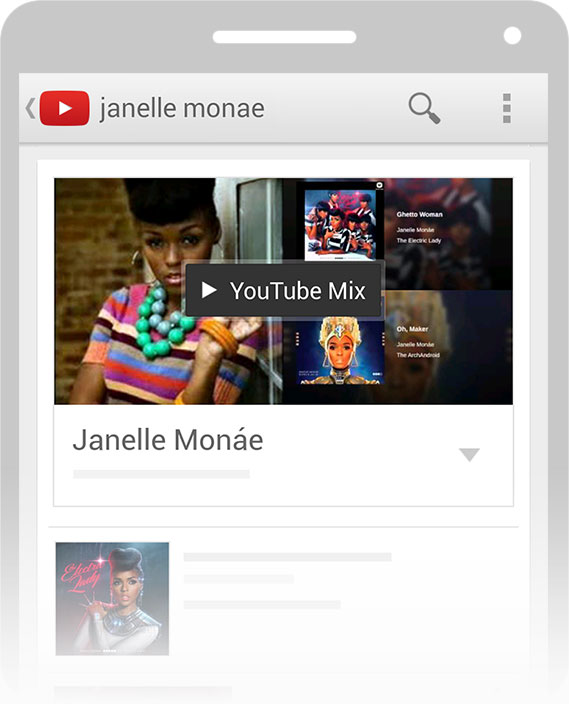 janelle monae
Ghetto Woman
Janelle Monáe
The Electric Lady
YouTube Mix
Oh, Maker
Janelle Monáe
The ArchAndroid
Janelle Monáe
Electric
Lady